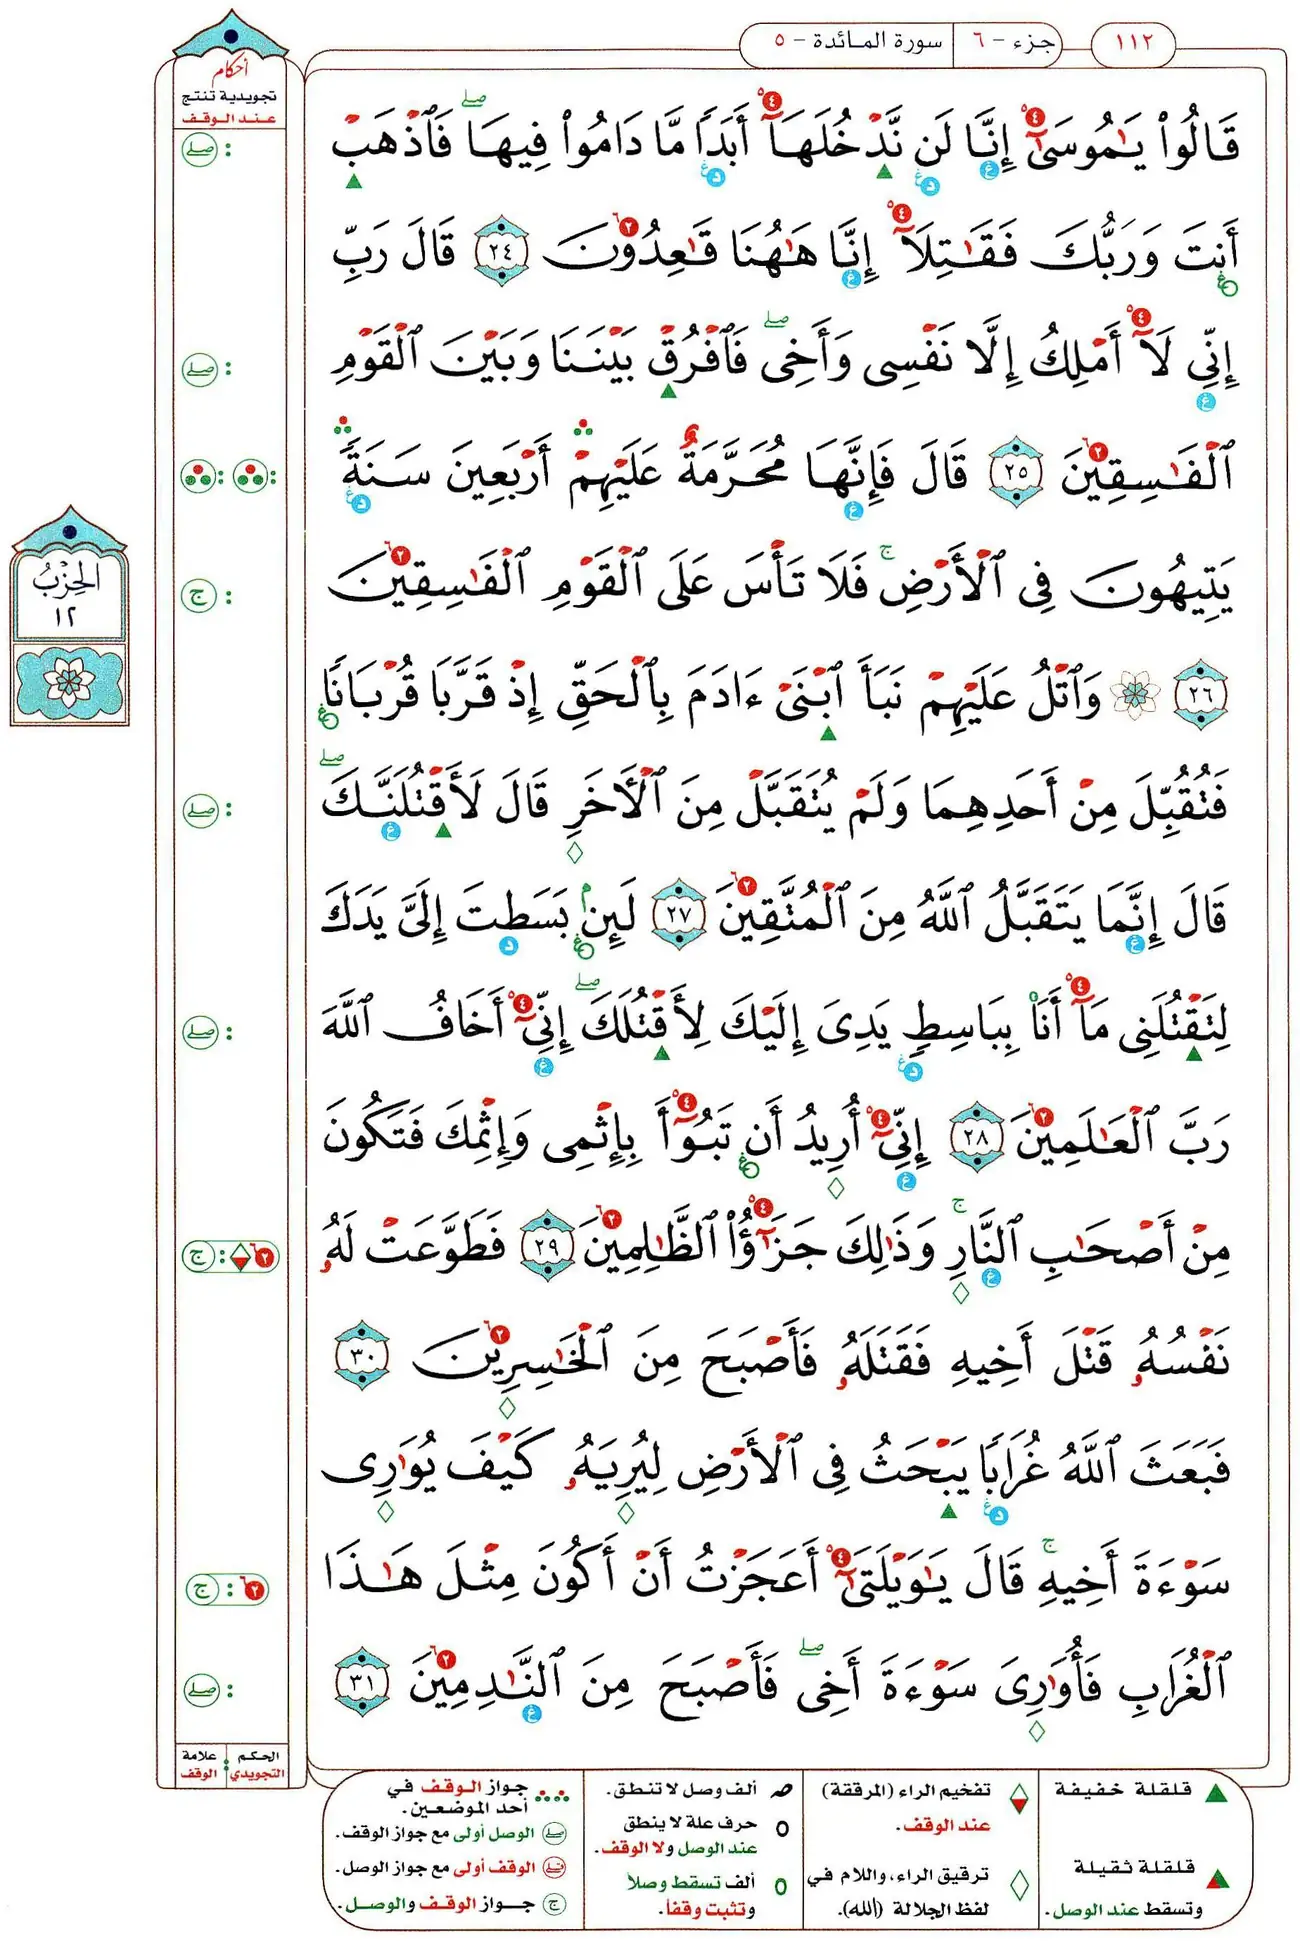 ١١٢
جزء - ٦
سورة المائدة - ٥
أحكام
تجويدية تنتج
عند الوقف
قَالُوا۟ يَـٰمُوسَىٰٓ إِنَّا لَن نَّدْخُلَهَآ أَبَدًا مَّا دَامُوا۟ فِيهَا ۖ فَٱذْهَبْ
أَنتَ وَرَبُّكَ فَقَـٰتِلَآ إِنَّا هَـٰهُنَا قَـٰعِدُونَ ٢٤ قَالَ رَبِّ
إِنِّى لَآ أَمْلِكُ إِلَّا نَفْسِى وَأَخِى ۖ فَٱفْرُقْ بَيْنَنَا وَبَيْنَ ٱلْقَوْمِ
ٱلْفَـٰسِقِينَ ٢٥ قَالَ فَإِنَّهَا مُحَرَّمَةٌ عَلَيْهِمْ ۛ أَرْبَعِينَ سَنَةً ۛ
يَتِيهُونَ فِى ٱلْأَرْضِ ۚ فَلَا تَأْسَ عَلَى ٱلْقَوْمِ ٱلْفَـٰسِقِينَ
٢٦ ۞ وَٱتْلُ عَلَيْهِمْ نَبَأَ ٱبْنَىْ ءَادَمَ بِٱلْحَقِّ إِذْ قَرَّبَا قُرْبَانًا
فَتُقُبِّلَ مِنْ أَحَدِهِمَا وَلَمْ يُتَقَبَّلْ مِنَ ٱلْـَٔاخَرِ قَالَ لَأَقْتُلَنَّكَ ۖ
قَالَ إِنَّمَا يَتَقَبَّلُ ٱللَّهُ مِنَ ٱلْمُتَّقِينَ ٢٧ لَئِنۢ بَسَطتَ إِلَىَّ يَدَكَ
لِتَقْتُلَنِى مَآ أَنَا۠ بِبَاسِطٍ يَدِىَ إِلَيْكَ لِأَقْتُلَكَ ۖ إِنِّىٓ أَخَافُ ٱللَّهَ
رَبَّ ٱلْعَـٰلَمِينَ ٢٨ إِنِّىٓ أُرِيدُ أَن تَبُوٓأَ بِإِثْمِى وَإِثْمِكَ فَتَكُونَ
مِنْ أَصْحَـٰبِ ٱلنَّارِ ۚ وَذَٰلِكَ جَزَٰٓؤُا۟ ٱلظَّـٰلِمِينَ ٢٩ فَطَوَّعَتْ لَهُۥ
نَفْسُهُۥ قَتْلَ أَخِيهِ فَقَتَلَهُۥ فَأَصْبَحَ مِنَ ٱلْخَـٰسِرِينَ ٣٠
فَبَعَثَ ٱللَّهُ غُرَابًا يَبْحَثُ فِى ٱلْأَرْضِ لِيُرِيَهُۥ كَيْفَ يُوَٰرِى
سَوْءَةَ أَخِيهِ ۚ قَالَ يَـٰوَيْلَتَىٰٓ أَعَجَزْتُ أَنْ أَكُونَ مِثْلَ هَـٰذَا
ٱلْغُرَابِ فَأُوَٰرِىَ سَوْءَةَ أَخِى ۖ فَأَصْبَحَ مِنَ ٱلنَّـٰدِمِينَ ٣١
الحِزْبُ
١٢
الحكم التجويدي
علامة الوقف
قلقلة خفيفة
قلقلة ثقيلة
وتسقط عند الوصل.
تفخيم الراء (المرققة)
عند الوقف.
ترقيق الراء، واللام في
لفظ الجلالة (الله).
ألف وصل لا تنطق.
حرف علة لا ينطق
عند الوصل ولا الوقف.
ألف تسقط وصلاً
وتثبت وقفاً.
جواز الوقف في
أحد الموضعين.
الوصل أولى مع جواز الوقف.
الوقف أولى مع جواز الوصل.
جواز الوقف والوصل.